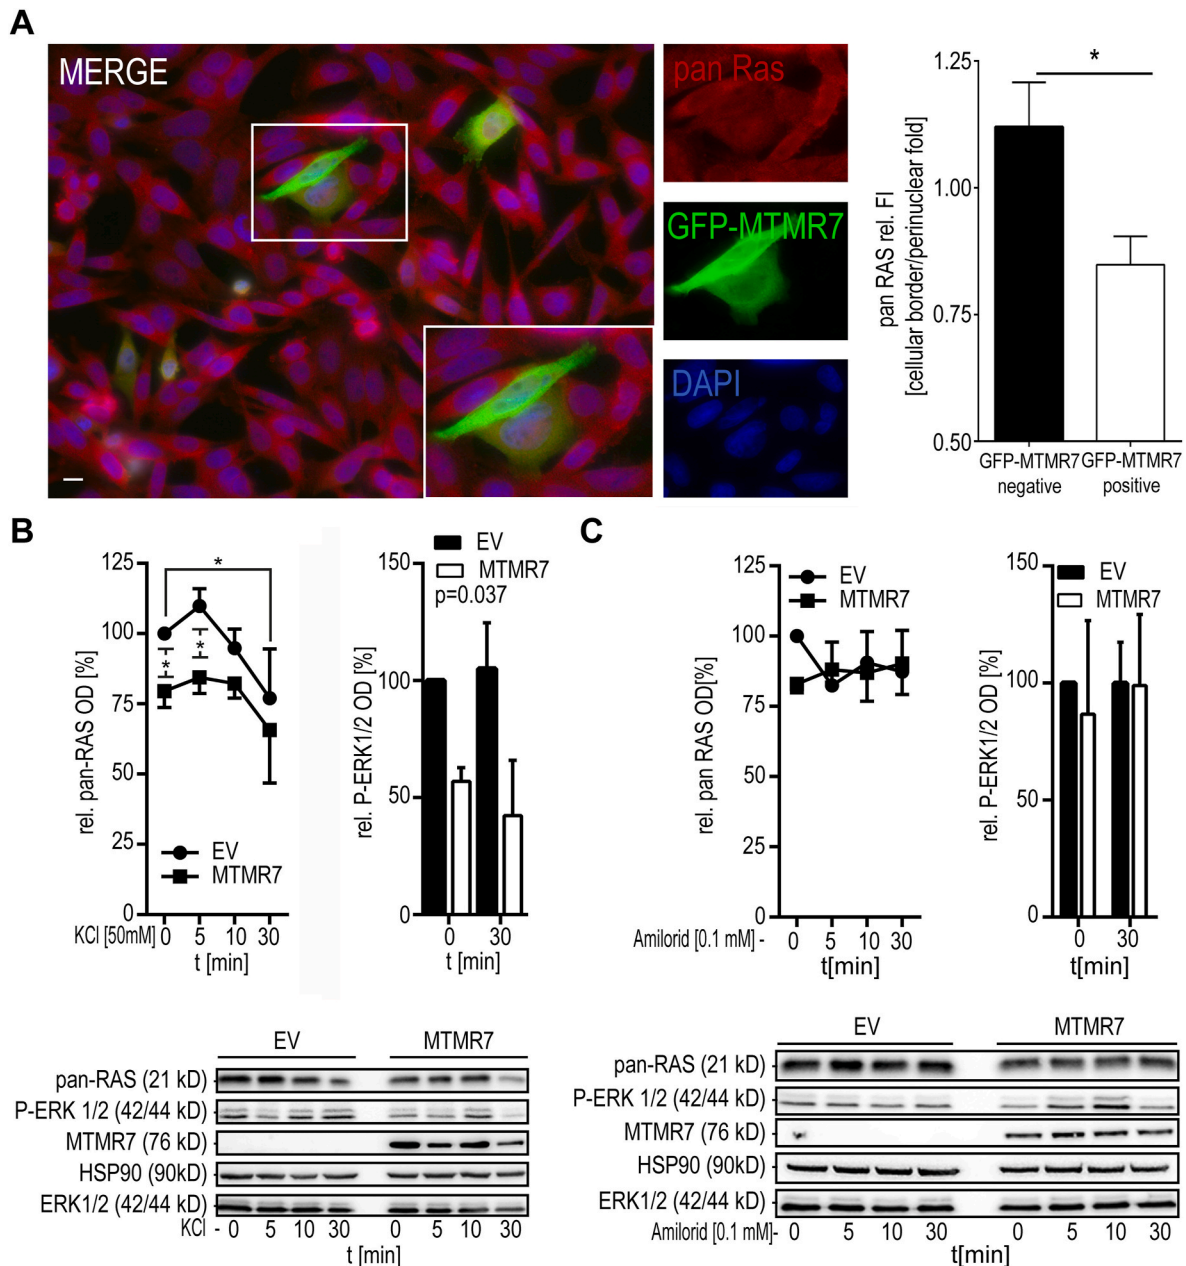 A
MERGE
pan Ras
GFP-MTMR7
DAPI
pan RAS rel. FI
[cellular border/perinuclear fold]
1.25
1.00
0.75
0.50
*
GFP-MTMR7 GFP-MTMR7
negative positive
B
rel. pan-RAS OD [%]
125
100
75
50
25
0
*
*
*
EV
MTMR7
KCl [50mM] 0 5 10 30
t [min]
rel. P-ERK1/2 OD [%]
150
100
50
0
EV
MTMR7
p=0.037
0 30
t [min]
EV MTMR7
pan-RAS (21 kD)
P-ERK 1/2 (42/44 kD)
MTMR7 (76 kD)
HSP90 (90kD)
ERK1/2 (42/44 kD)
KCl - 0 5 10 30 0 5 10 30
t [min]
C
rel. pan RAS OD[%]
125
100
75
50
25
0
EV
MTMR7
Amilorid [0.1 mM] - 0 5 10 30
t[min]
rel. P-ERK1/2 OD [%]
150
100
50
0
EV
MTMR7
0 30
t[min]
EV MTMR7
pan-RAS (21 kD)
P-ERK 1/2 (42/44 kD)
MTMR7 (76 kD)
HSP90 (90kD)
ERK1/2 (42/44 kD)
Amilorid [0.1 mM]- 0 5 10 30 0 5 10 30
t[min]